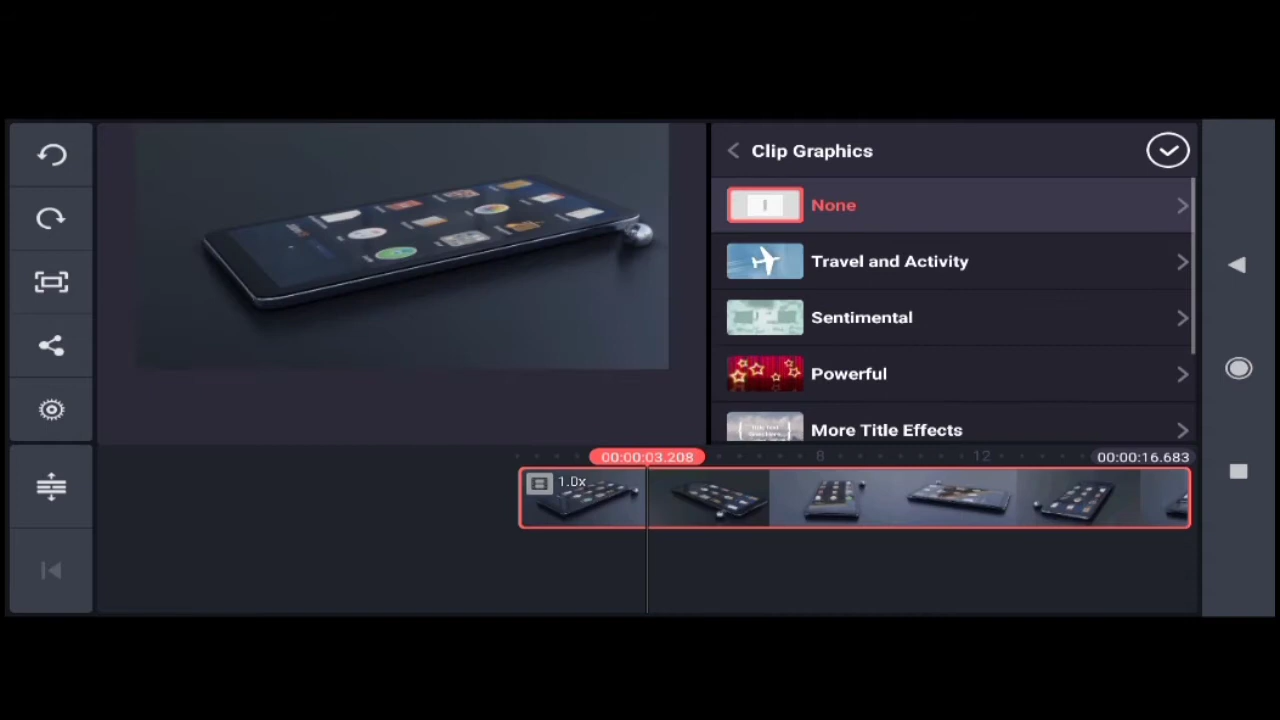 Clip Graphics
None
Travel and Activity
Sentimental
Powerful
More Title Effects
00:00:03.208
8
12
00:00:16.683
1.0x